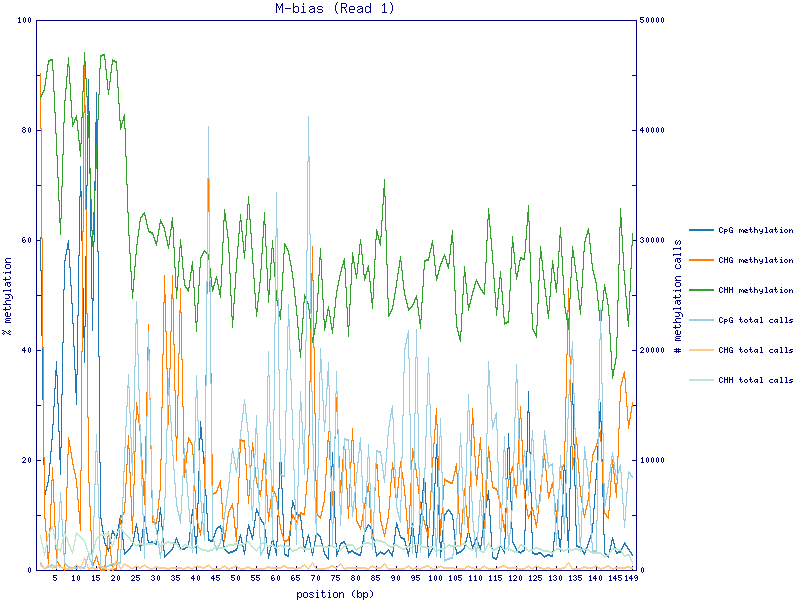 M-bias (Read 1)
100
80
60
40
20
0
50000
40000
30000
20000
10000
0
% methylation
# methylation calls
5 10 15 20 25 30 35 40 45 50 55 60 65 70 75 80 85 90 95 100 105 110 115 120 125 130 135 140 145 149
position (bp)
CpG methylation
CHG methylation
CHH methylation
CpG total calls
CHG total calls
CHH total calls